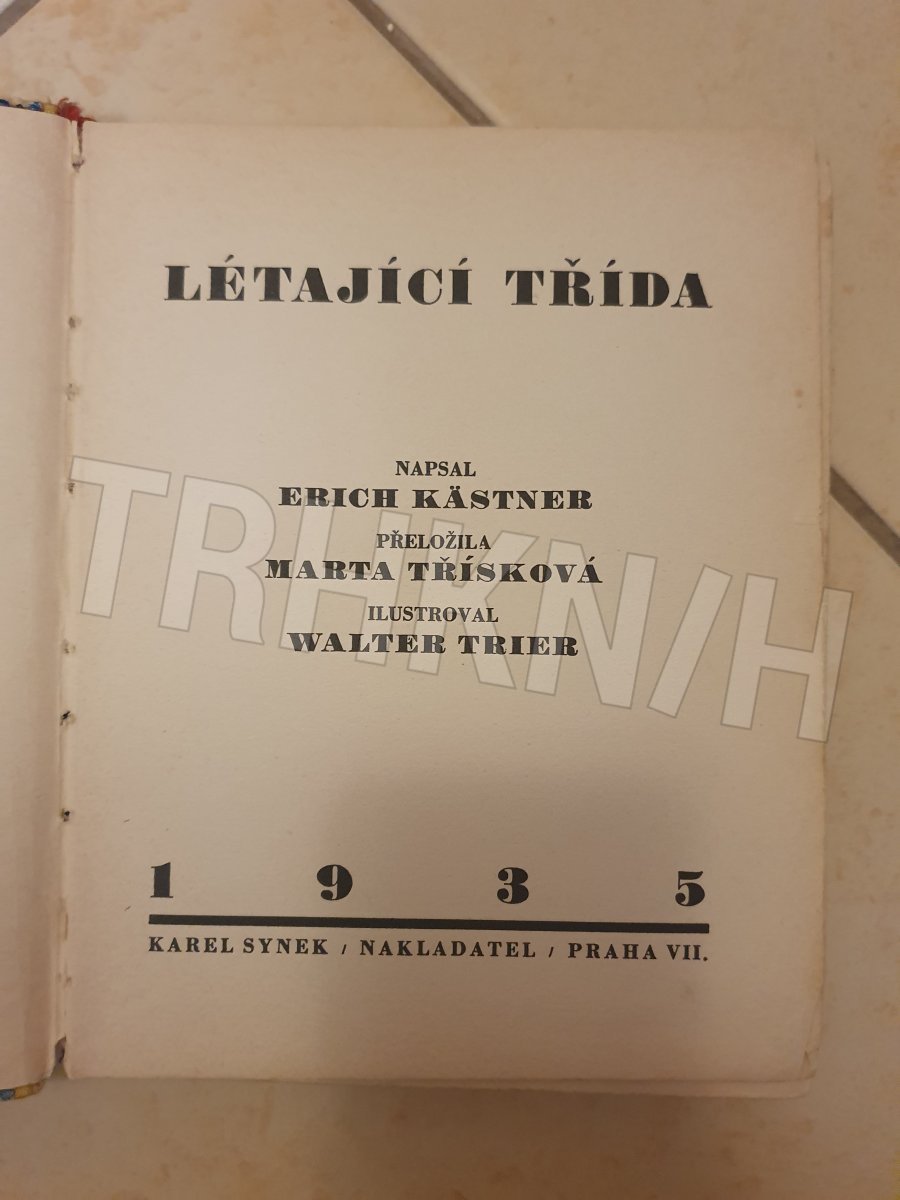 LÉTAJÍCÍ TŘÍDA
NAPSAL
ERICH KÄSTNER
PŘELOŽILA
MARTA TŘÍSKOVÁ
ILUSTROVAL
WALTER TRIER
TRHKN/H
1 9 3 5
KAREL SYNEK / NAKLADATEL / PRAHA VII.